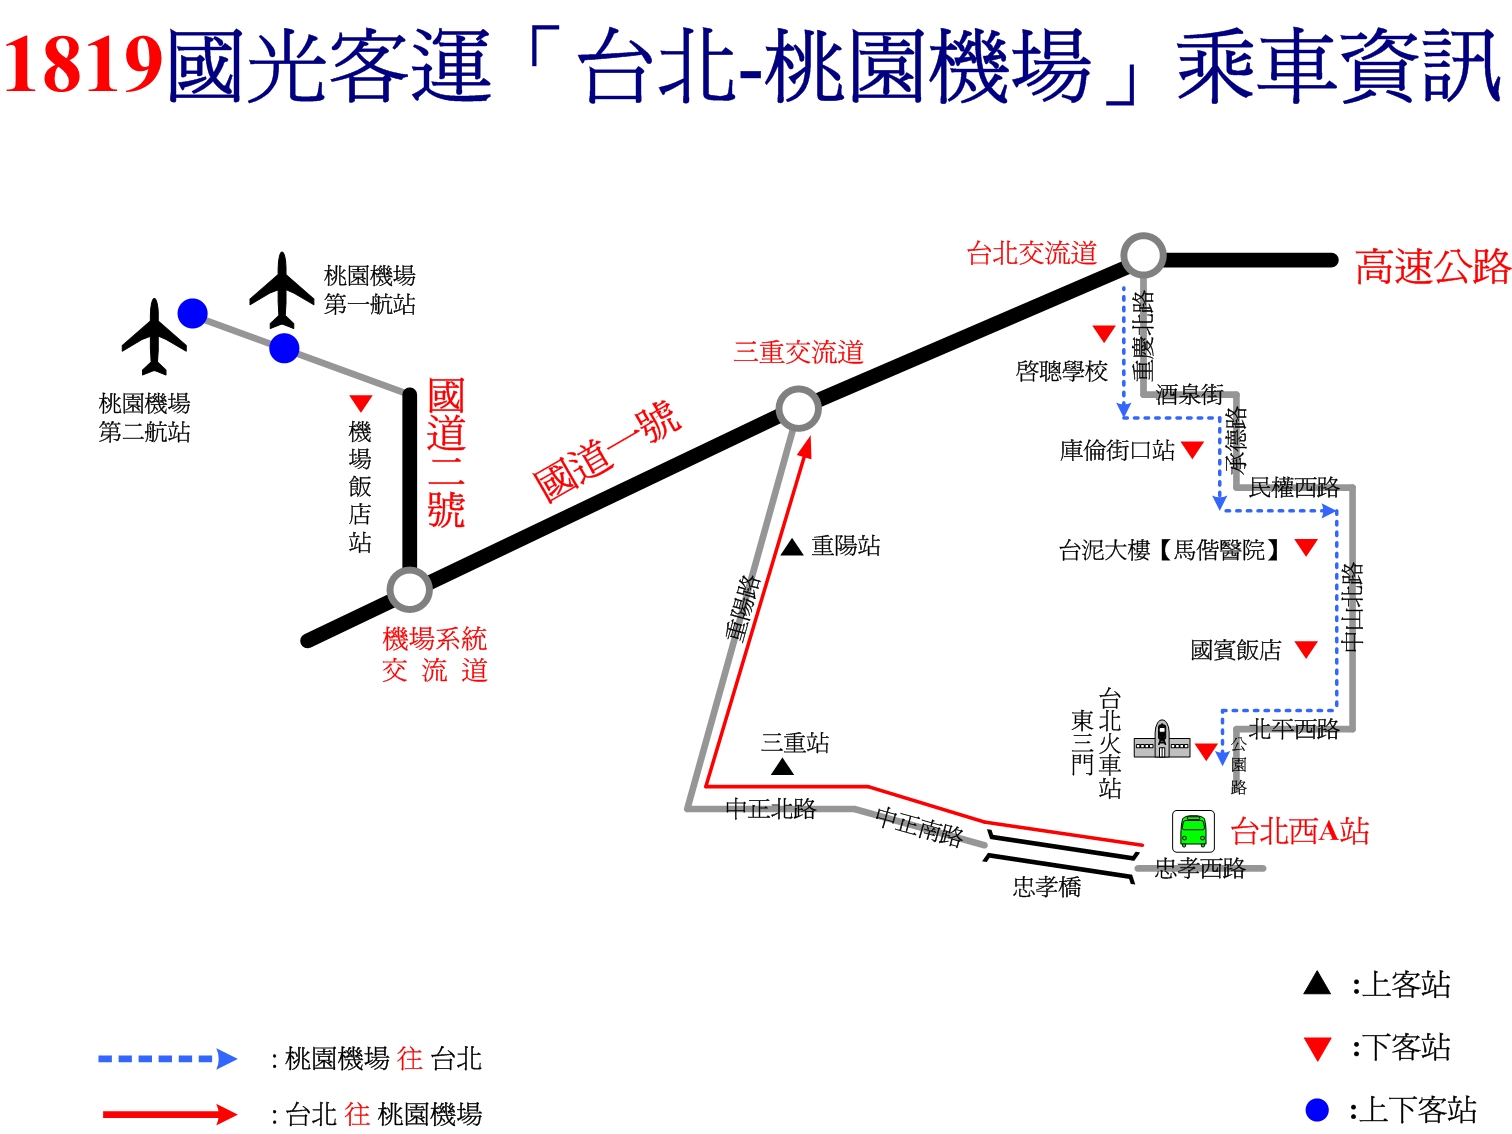 1819國光客運「台北-桃園機場」乘車資訊
台北交流道
高速公路
桃園機場
第一航站
重慶北路
三重交流道
啓聰學校
酒泉街
桃園機場
第二航站
國道二號
機場飯店站
國道一號
承德路
庫倫街口站
民權西路
重陽站
台泥大樓【馬偕醫院】
中山北路
重陽路
機場系統
交流道
國賓飯店
台北火車站
東三門
北平西路
公園路
三重站
中正北路
中正南路
台北西A站
忠孝西路
忠孝橋
:上客站
:下客站
:上下客站
: 桃園機場 往 台北
: 台北 往 桃園機場